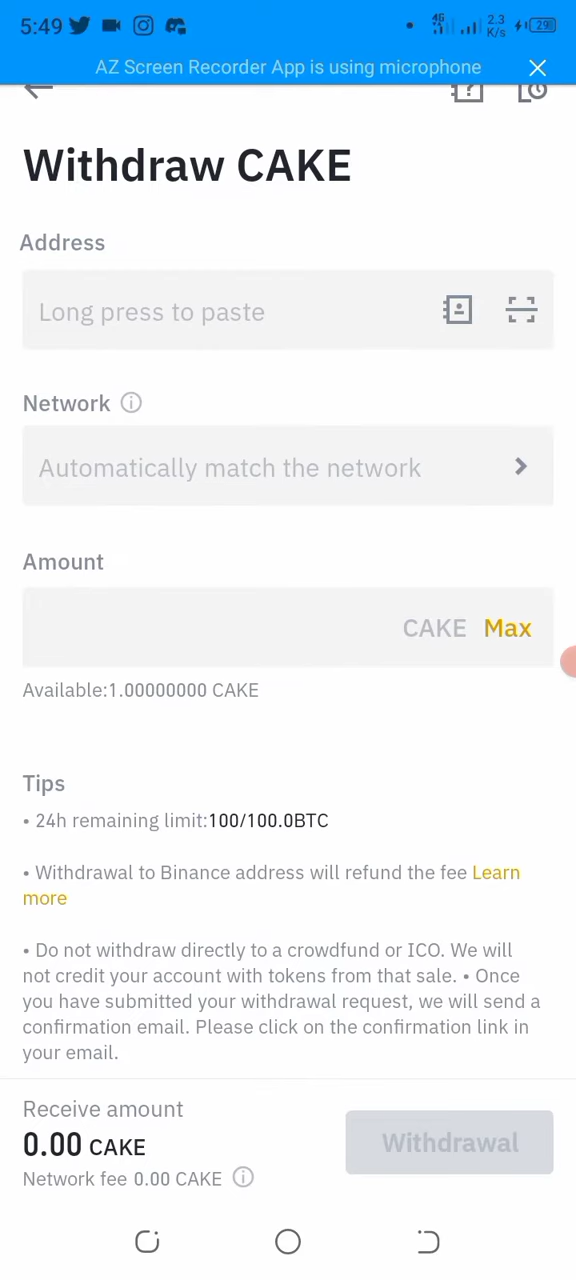 5:49
4G
2.3
K/s
29
AZ Screen Recorder App is using microphone
Withdraw CAKE
Address
Long press to paste
Network
Automatically match the network
Amount
CAKE Max
Available:1.00000000 CAKE
Tips
• 24h remaining limit:100/100.0BTC
• Withdrawal to Binance address will refund the fee Learn
more
• Do not withdraw directly to a crowdfund or ICO. We will
not credit your account with tokens from that sale. • Once
you have submitted your withdrawal request, we will send a
confirmation email. Please click on the confirmation link in
your email.
Receive amount
0.00 CAKE
Network fee 0.00 CAKE
Withdrawal